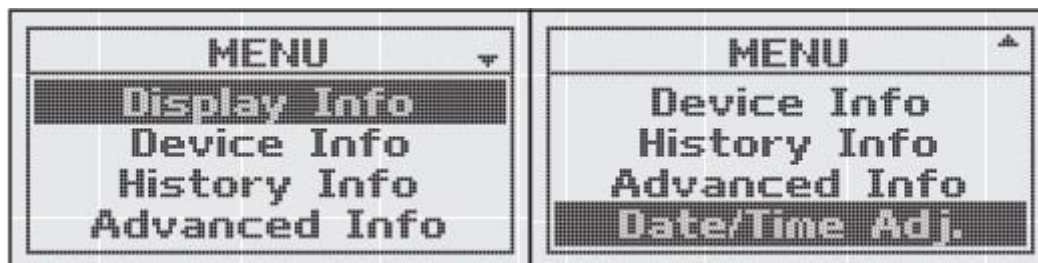 MENU
Display Info
Device Info
History Info
Advanced Info
MENU
Device Info
History Info
Advanced Info
Date/Time Adj.